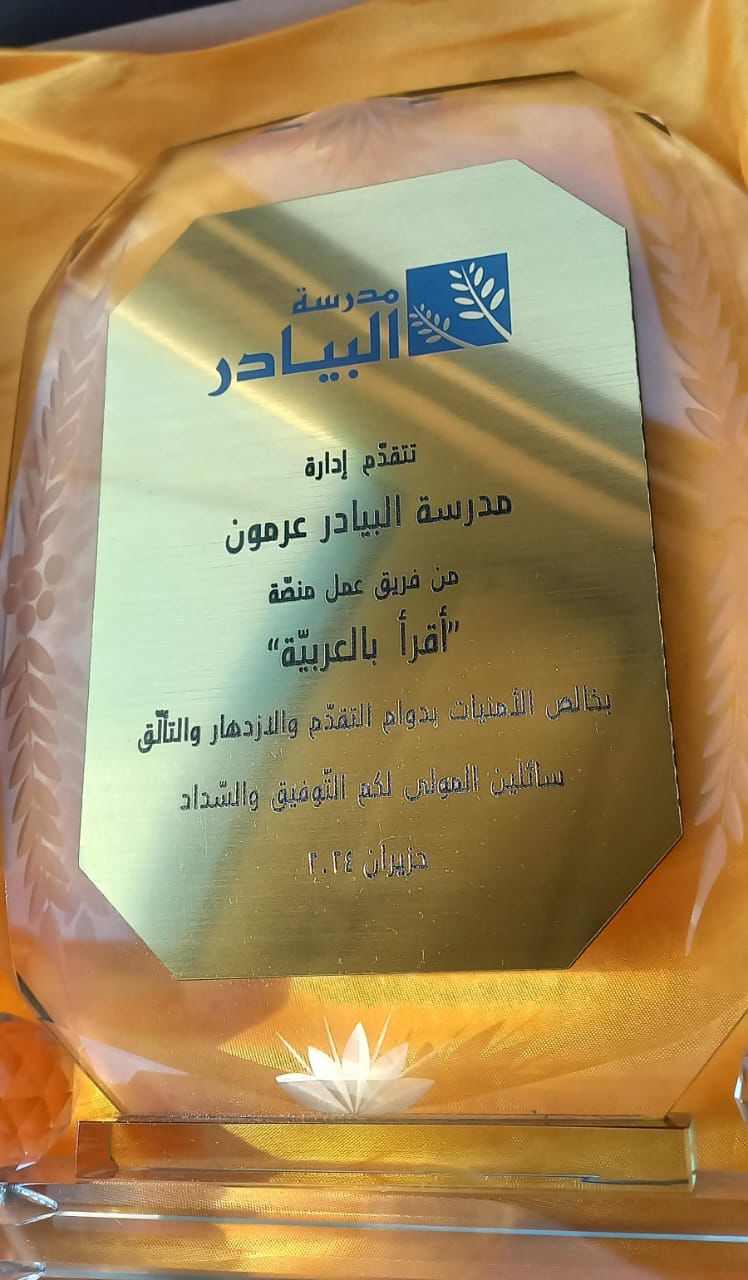 مدرسة
البيادر
تتقدّم إدارة
مدرسة البيادر عرمون
من فريق عمل منصّة
”أقرأ بالعربيّة“
بخالص الأمنيات بدوام التقدّم والازدهار والتألّق
سائلين المولى لكم التّوفيق والسّداد
حزيران ٢٠٢٤